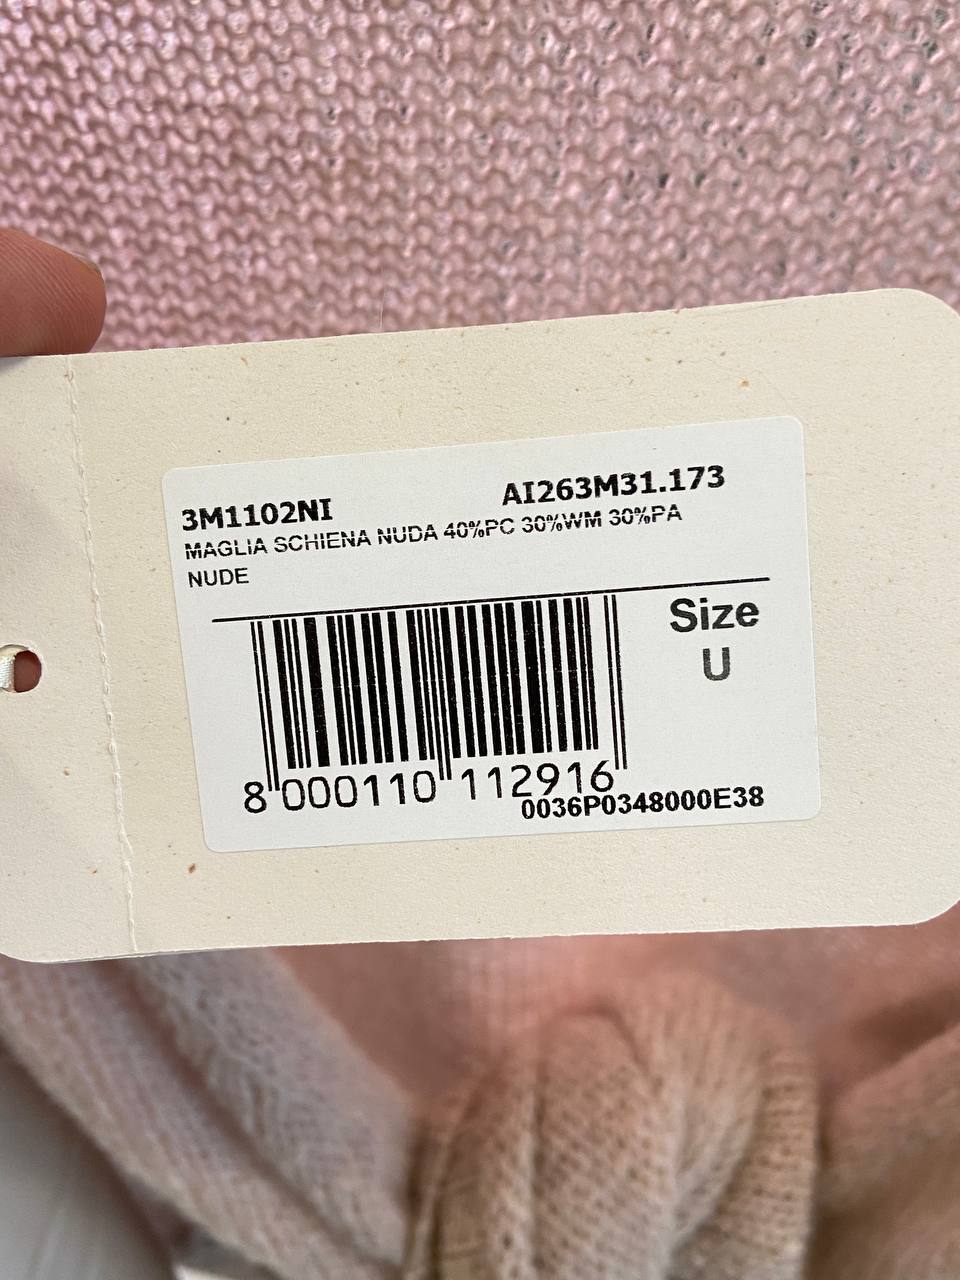 3M1102NI AI263M31.173
MAGLIA SCHIENA NUDA 40%PC 30%WM 30%PA
NUDE
Size
U
8 000110 112916
0036P0348000E38